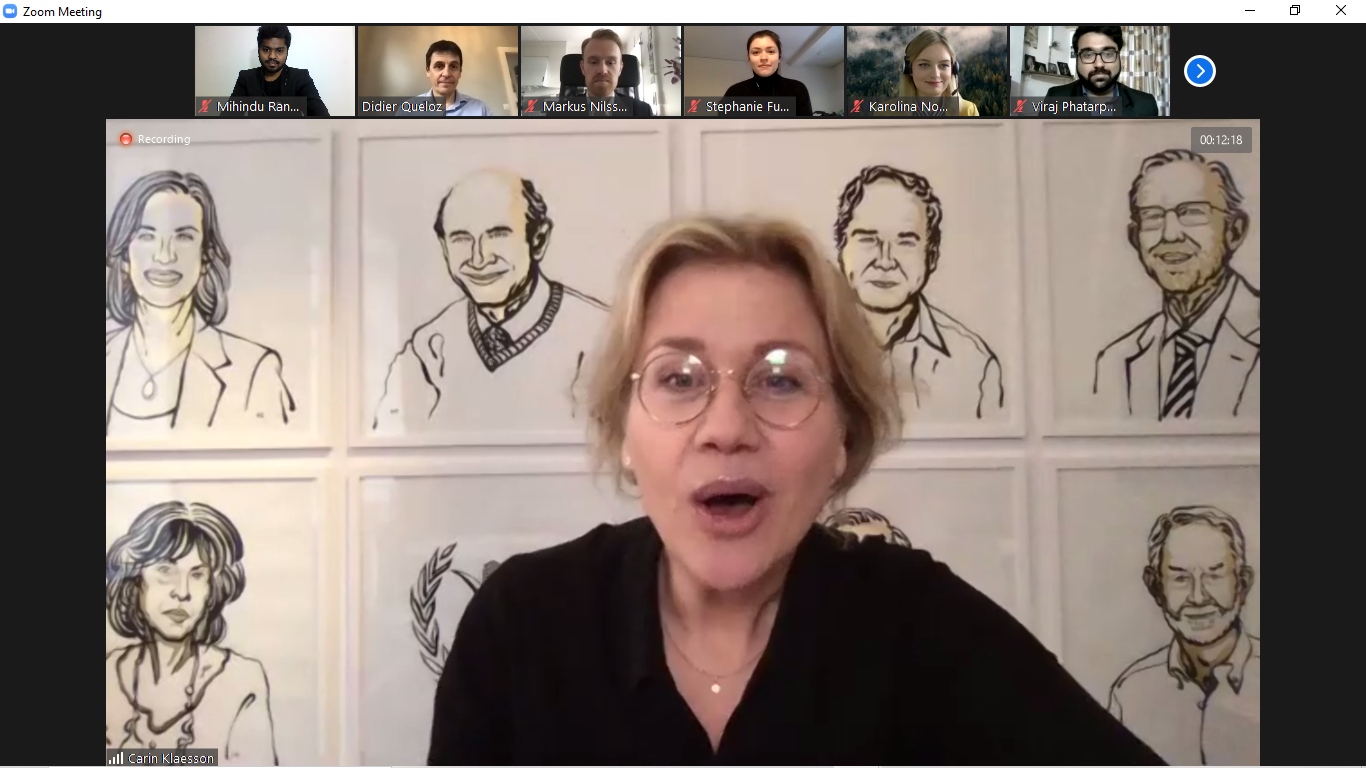 Zoom Meeting
Mihindu Ran...
Didier Queloz
Markus Nilss...
Stephanie Fu...
Karolina No...
Viraj Phatarp...
Recording
00:12:18
Carin Klaesson